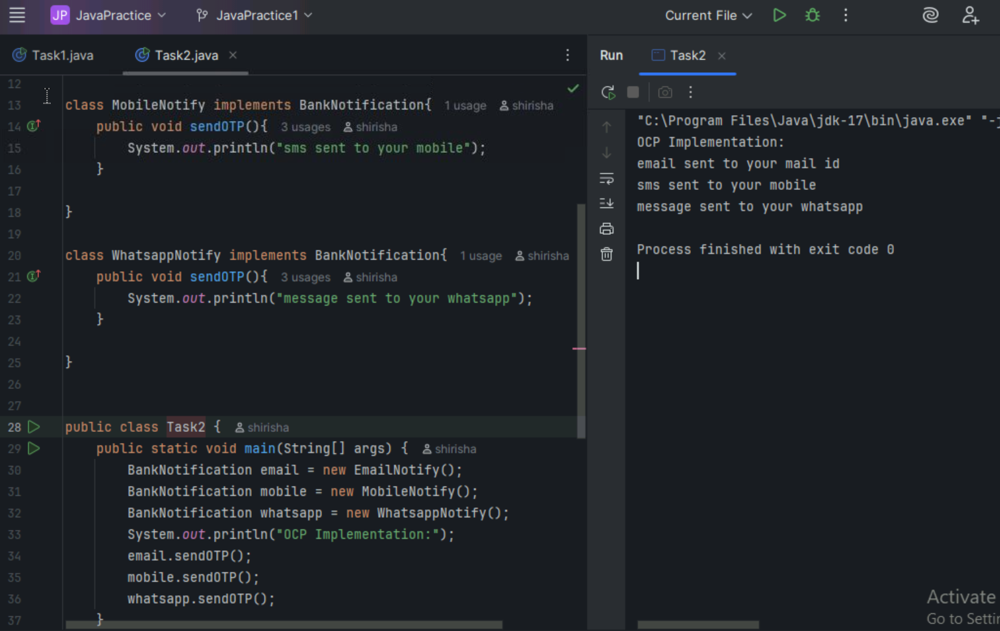 JP JavaPractice JavaPractice1 Current File
Task1.java Task2.java Run Task2
12
13 class MobileNotify implements BankNotification{ 1 usage shirisha
14 public void sendOTP(){ 3 usages shirisha
15 System.out.println("sms sent to your mobile");
16 }
17
18 }
19
20 class WhatsappNotify implements BankNotification{ 1 usage shirisha
21 public void sendOTP(){ 3 usages shirisha
22 System.out.println("message sent to your whatsapp");
23 }
24
25 }
26
27
28 public class Task2 { shirisha
29 public static void main(String[] args) { shirisha
30 BankNotification email = new EmailNotify();
31 BankNotification mobile = new MobileNotify();
32 BankNotification whatsapp = new WhatsappNotify();
33 System.out.println("OCP Implementation:");
34 email.sendOTP();
35 mobile.sendOTP();
36 whatsapp.sendOTP();
37 }
"C:\Program Files\Java\jdk-17\bin\java.exe" "-j
OCP Implementation:
email sent to your mail id
sms sent to your mobile
message sent to your whatsapp
Process finished with exit code 0
Activate
Go to Settin